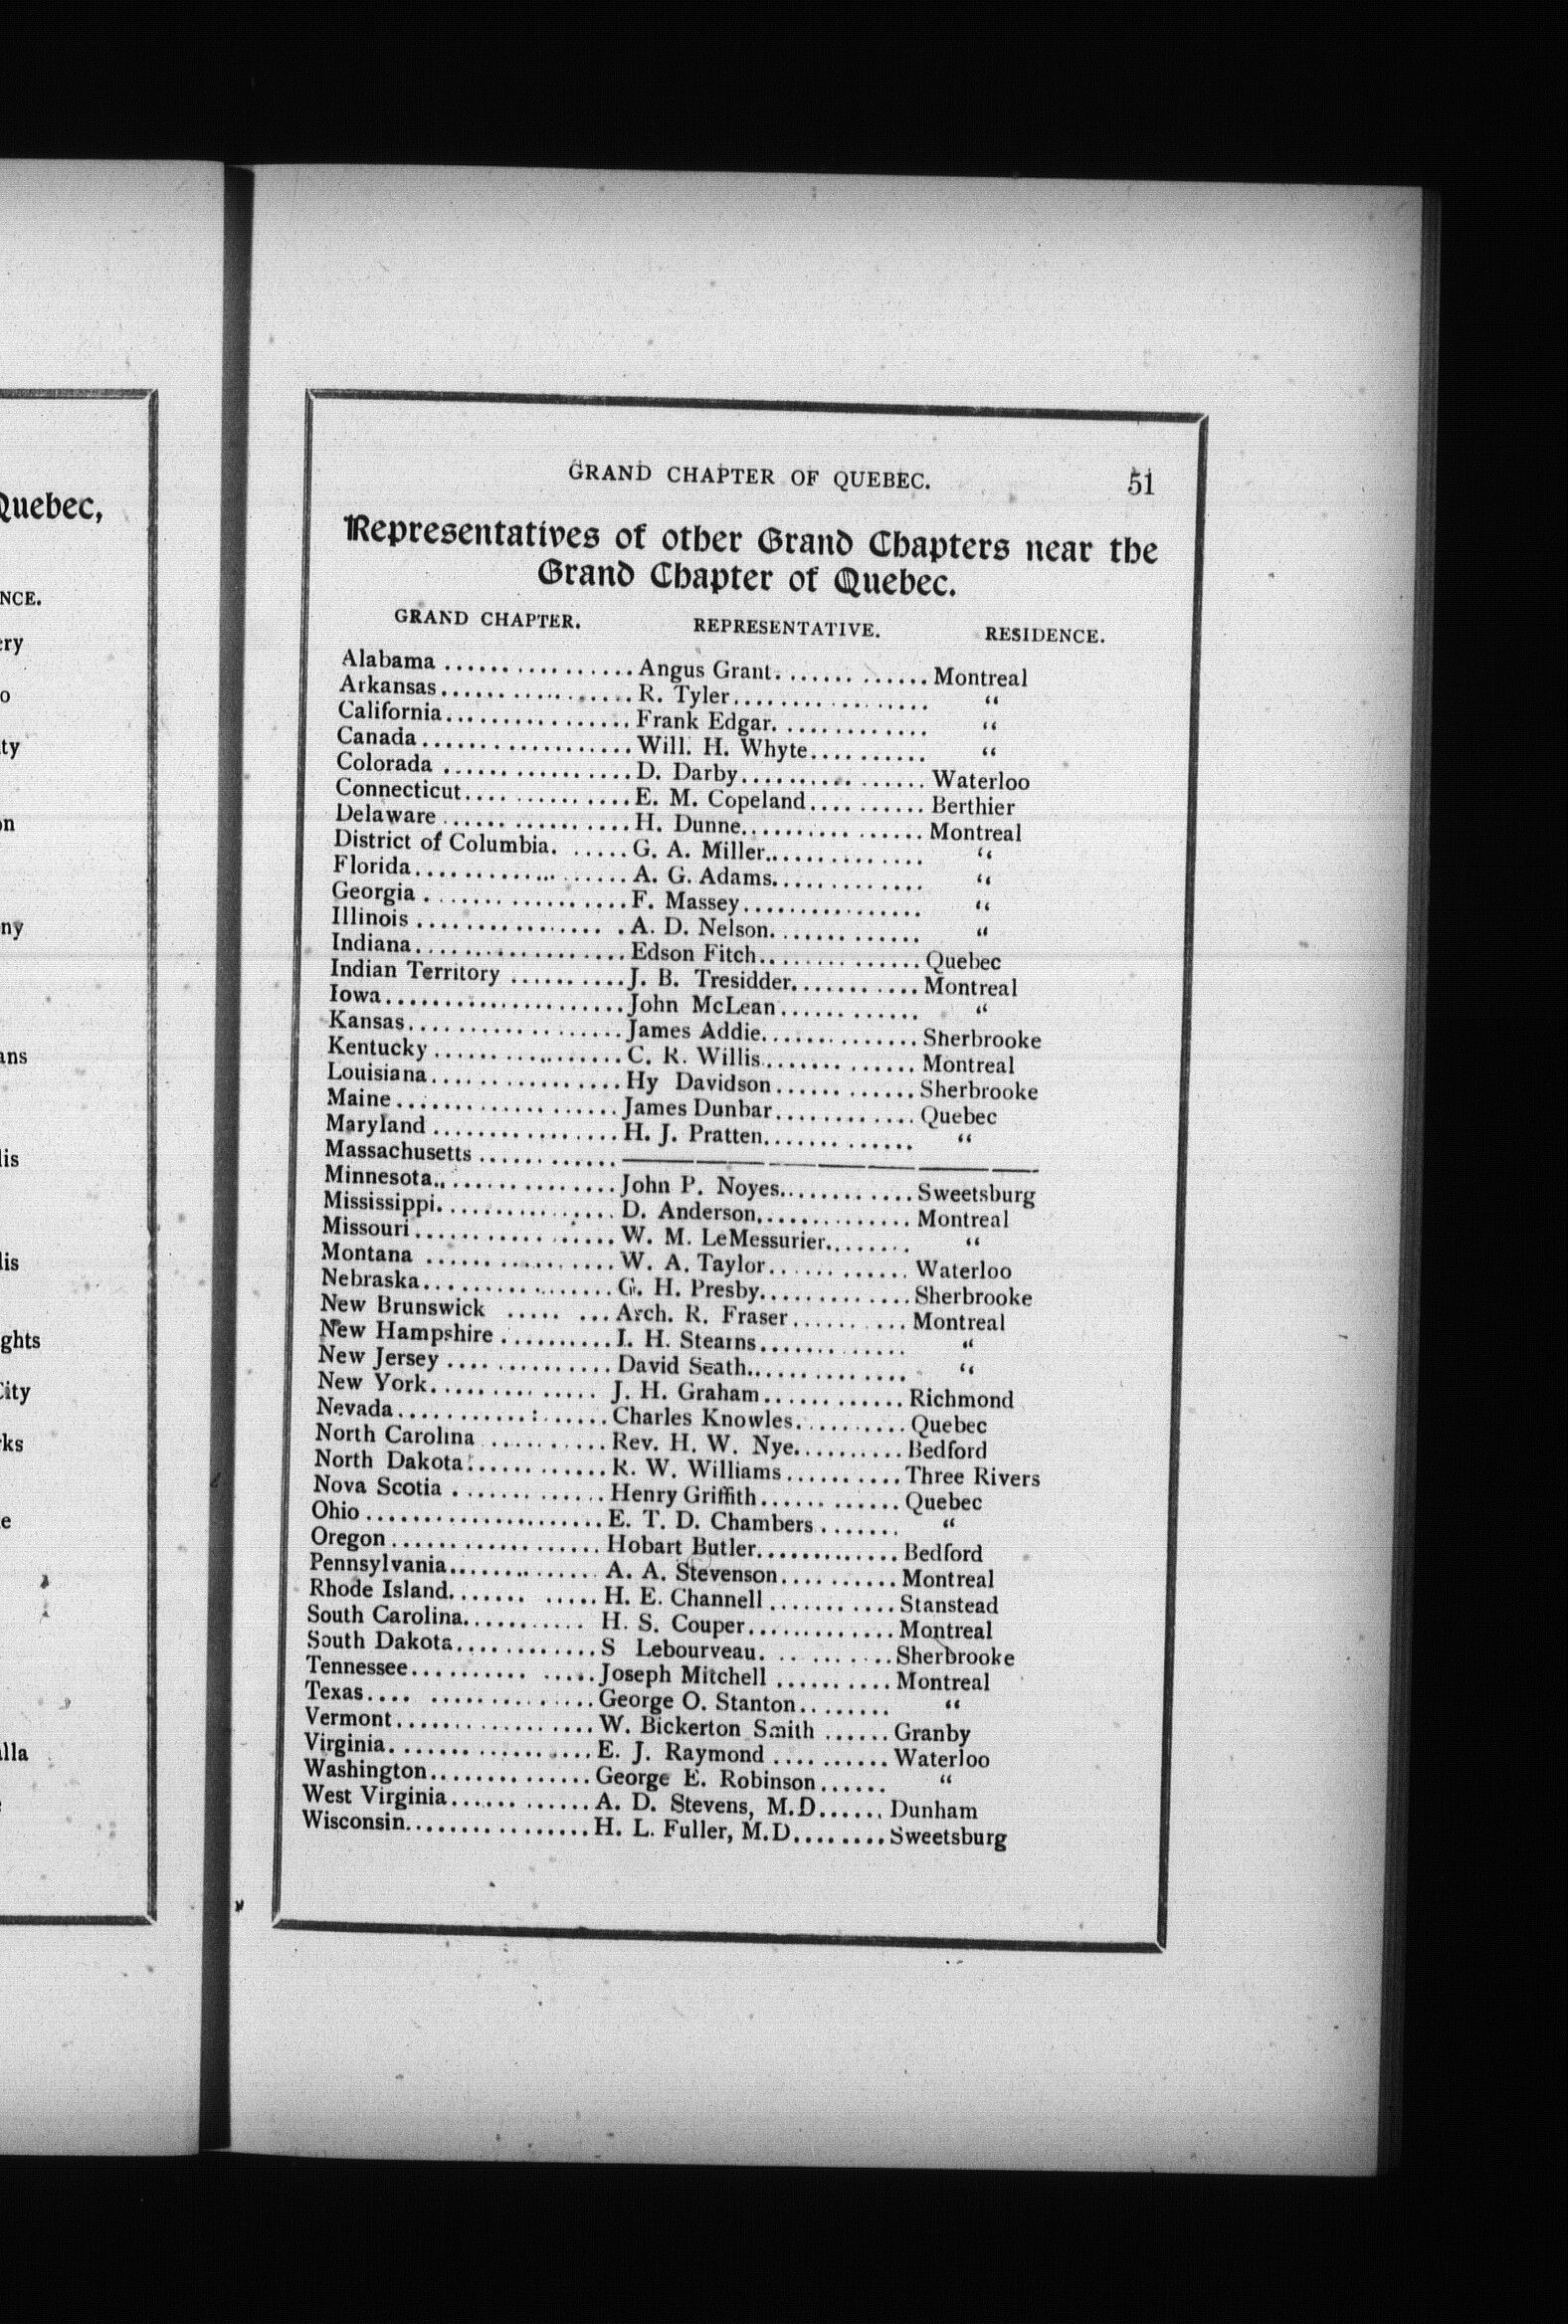 Quebec,
NCE.
GRAND CHAPTER OF QUEBEC. 51
Representatives of other Grand Chapters near the
Grand Chapter of Quebec.
GRAND CHAPTER. REPRESENTATIVE. RESIDENCE.
Alabama ................ Angus Grant............. Montreal
Arkansas................ R. Tyler................ "
California................ Frank Edgar............. "
Canada.................. Will. H. Whyte.......... "
Colorada ................ D. Darby................ Waterloo
Connecticut.............. E. M. Copeland.......... Berthier
Delaware ................ H. Dunne................ Montreal
District of Columbia. ...... G. A. Miller.............. "
Florida.................. A. G. Adams............. "
Georgia .................. F. Massey................ "
Illinois .................. A. D. Nelson............. "
Indiana.................. Edson Fitch.............. Quebec
Indian Territory .......... J. B. Tresidder........... Montreal
Iowa.................... John McLean............ "
Kansas.................. James Addie.............. Sherbrooke
Kentucky ................ C. R. Willis.............. Montreal
Louisiana................ Hy Davidson............ Sherbrooke
Maine .................. James Dunbar............ Quebec
Maryland ................ H. J. Pratten............. "
Massachusetts ............ ————————
Minnesota................ John P. Noyes............ Sweetsburg
Mississippi................ D. Anderson.............. Montreal
Missouri.................. W. M. LeMessurier........ "
Montana ................ W. A. Taylor............ Waterloo
Nebraska................ G. H. Presby............. Sherbrooke
New Brunswick ..... ... Arch. R. Fraser .......... Montreal
New Hampshire .......... I. H. Stearns............. "
New Jersey .............. David Seath.............. "
New York............... J. H. Graham............ Richmond
Nevada...........:...... Charles Knowles.......... Quebec
North Carolina .......... Rev. H. W. Nye.......... Bedford
North Dakota............ R. W. Williams.......... Three Rivers
Nova Scotia ............. Henry Griffith............ Quebec
Ohio .................... E. T. D. Chambers ....... "
Oregon .................. Hobart Butler............. Bedford
Pennsylvania............. A. A. Stevenson.......... Montreal
Rhode Island....... ..... H. E. Channell ........... Stanstead
South Carolina........... H. S. Couper............. Montreal
South Dakota............ S Lebourveau. .......... Sherbrooke
Tennessee.......... ..... Joseph Mitchell .......... Montreal
Texas.... .............. George O. Stanton........ "
Vermont................. W. Bickerton Smith ...... Granby
Virginia.................. E. J. Raymond .......... Waterloo
Washington.............. George E. Robinson...... "
West Virginia............ A. D. Stevens, M.D...... Dunham
Wisconsin................ H. L. Fuller, M.D........ Sweetsburg